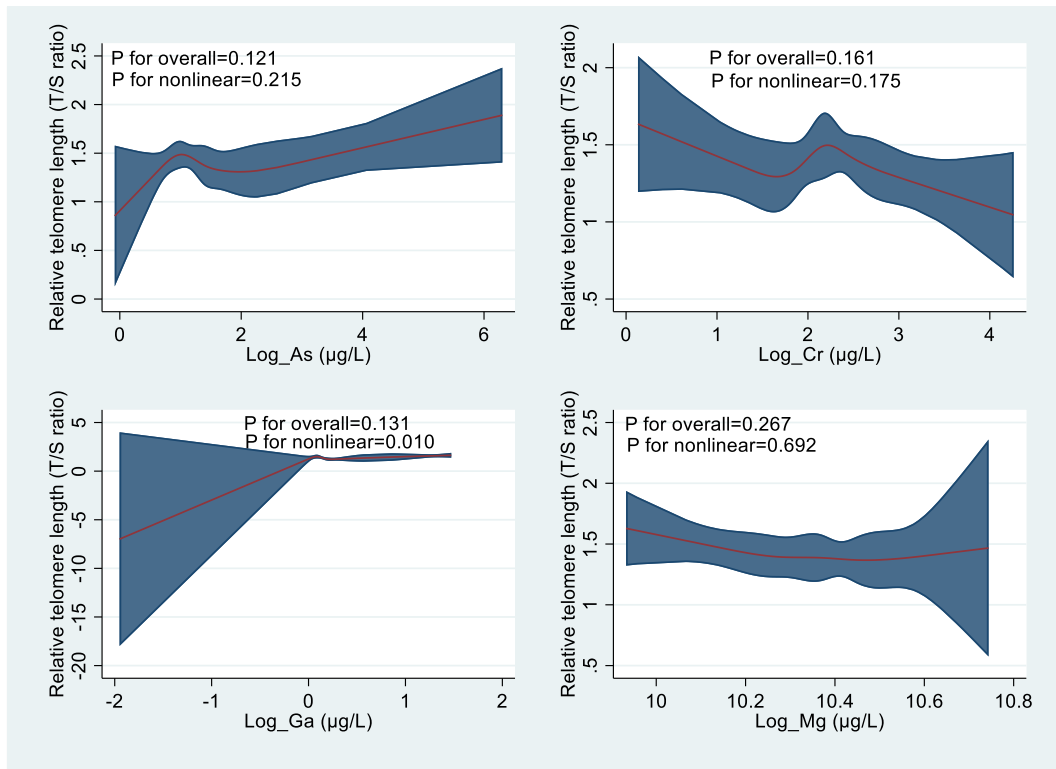 P for overall=0.121
P for nonlinear=0.215
Relative telomere length (T/S ratio)
2.5
2
1.5
1
.5
0
0 2 4 6
Log_As (µg/L)
P for overall=0.161
P for nonlinear=0.175
Relative telomere length (T/S ratio)
2
1.5
1
.5
0 1 2 3 4
Log_Cr (µg/L)
P for overall=0.131
P for nonlinear=0.010
Relative telomere length (T/S ratio)
5
0
-5
-10
-15
-20
-2 -1 0 1 2
Log_Ga (µg/L)
P for overall=0.267
P for nonlinear=0.692
Relative telomere length (T/S ratio)
2.5
2
1.5
1
.5
10 10.2 10.4 10.6 10.8
Log_Mg (µg/L)